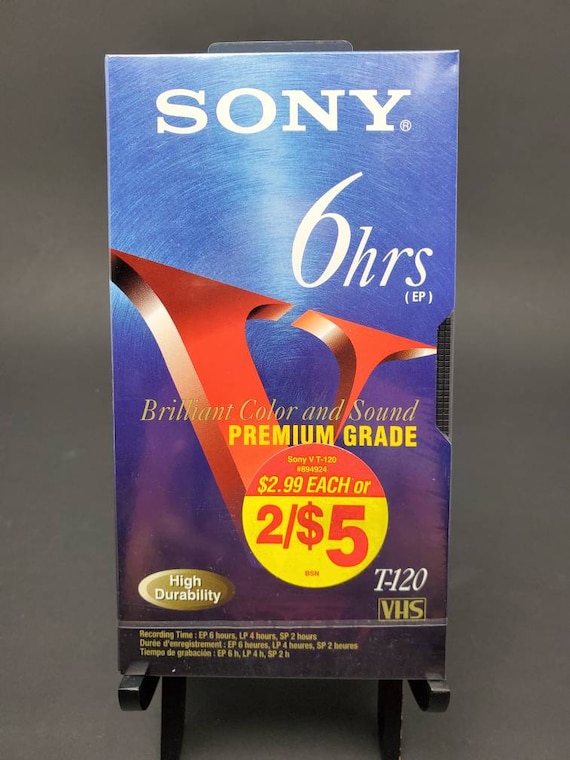 SONY®
6hrs
(EP)
Brilliant Color and Sound
PREMIUM GRADE
Sony V T-120
#894924
$2.99 EACH or
2/$5
BSN
High
Durability
T-120
VHS
Recording Time : EP 6 hours, LP 4 hours, SP 2 hours
Durée d'enregistrement : EP 6 heures, LP 4 heures, SP 2 heures
Tiempo de grabación : EP 6 h, LP 4 h, SP 2 h